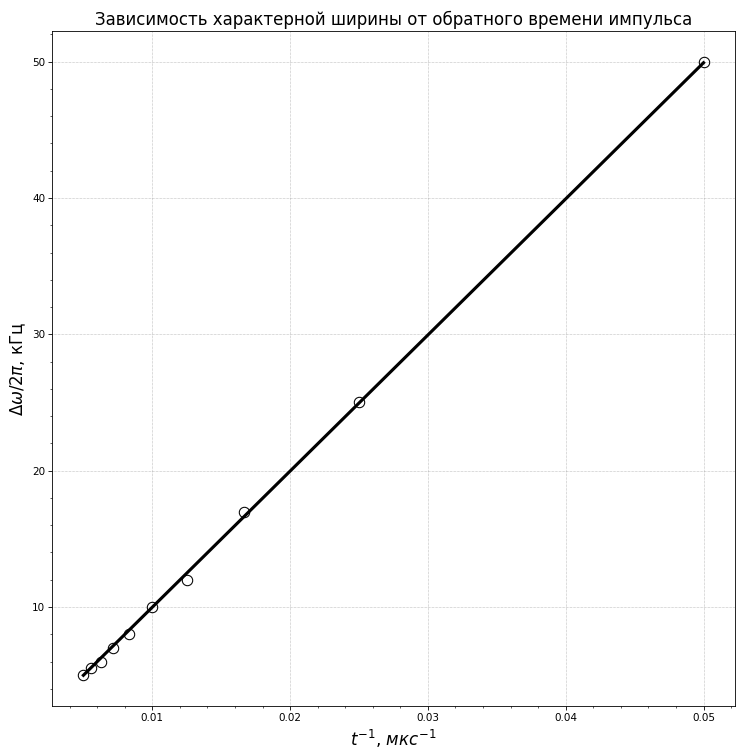 Зависимость характерной ширины от обратного времени импульса
50
40
30
20
10
Δω/2π, кГц
0.01 0.02 0.03 0.04 0.05
t⁻¹, мкс⁻¹